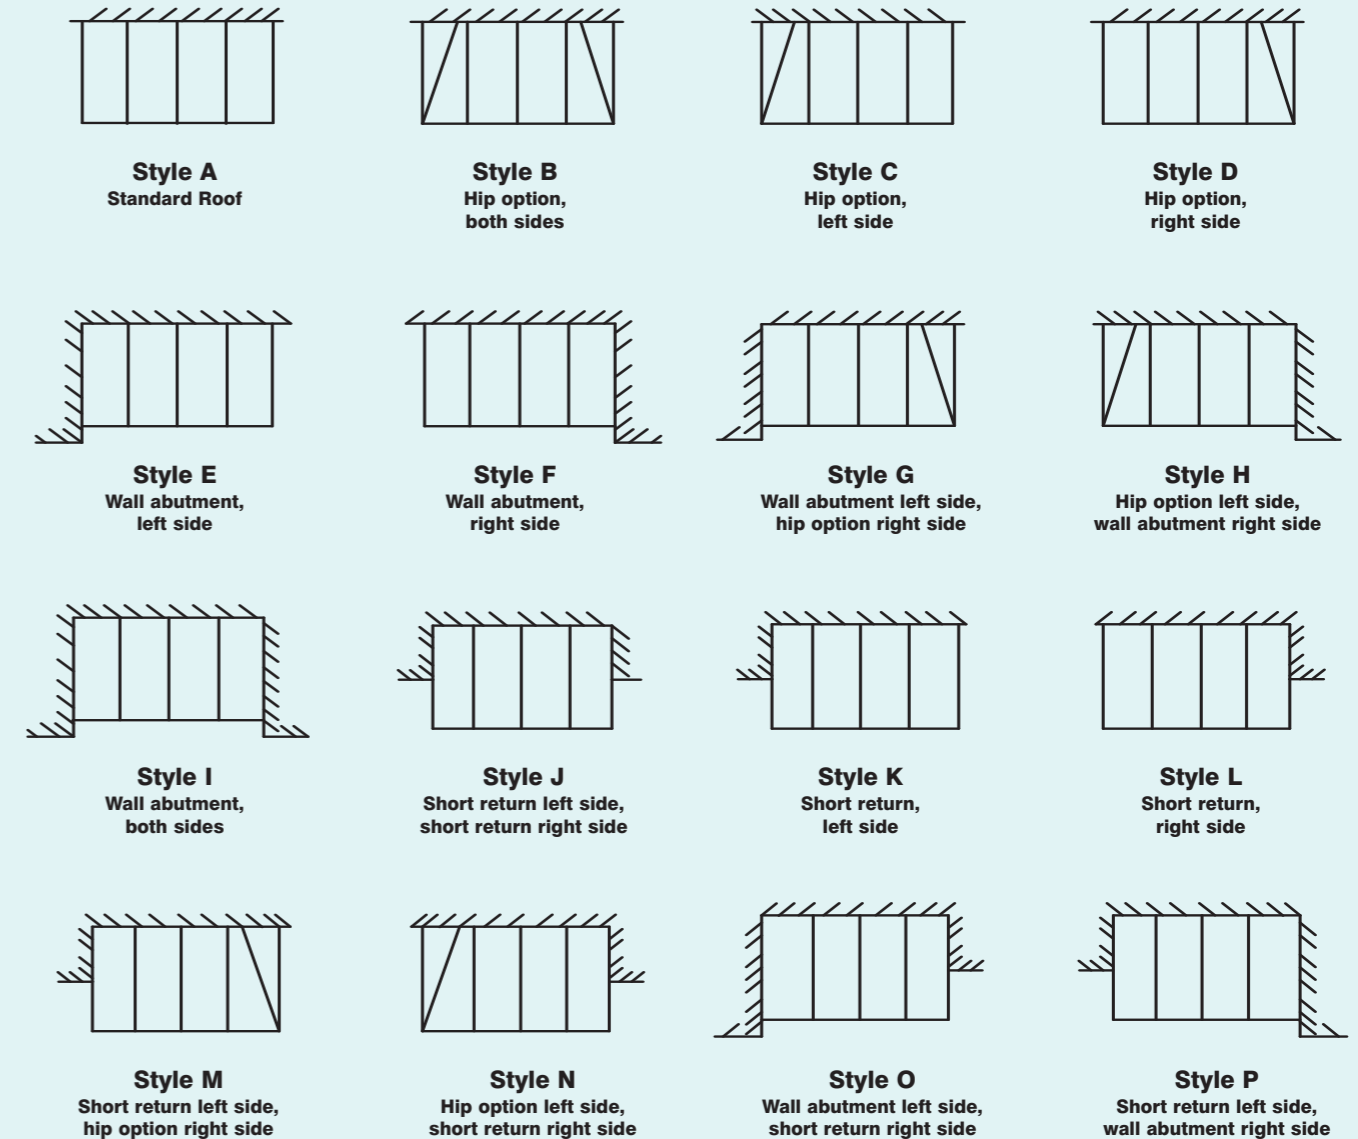 Style A
Standard Roof
Style B
Hip option,
both sides
Style C
Hip option,
left side
Style D
Hip option,
right side
Style E
Wall abutment,
left side
Style F
Wall abutment,
right side
Style G
Wall abutment left side,
hip option right side
Style H
Hip option left side,
wall abutment right side
Style I
Wall abutment,
both sides
Style J
Short return left side,
short return right side
Style K
Short return,
left side
Style L
Short return,
right side
Style M
Short return left side,
hip option right side
Style N
Hip option left side,
short return right side
Style O
Wall abutment left side,
short return right side
Style P
Short return left side,
wall abutment right side